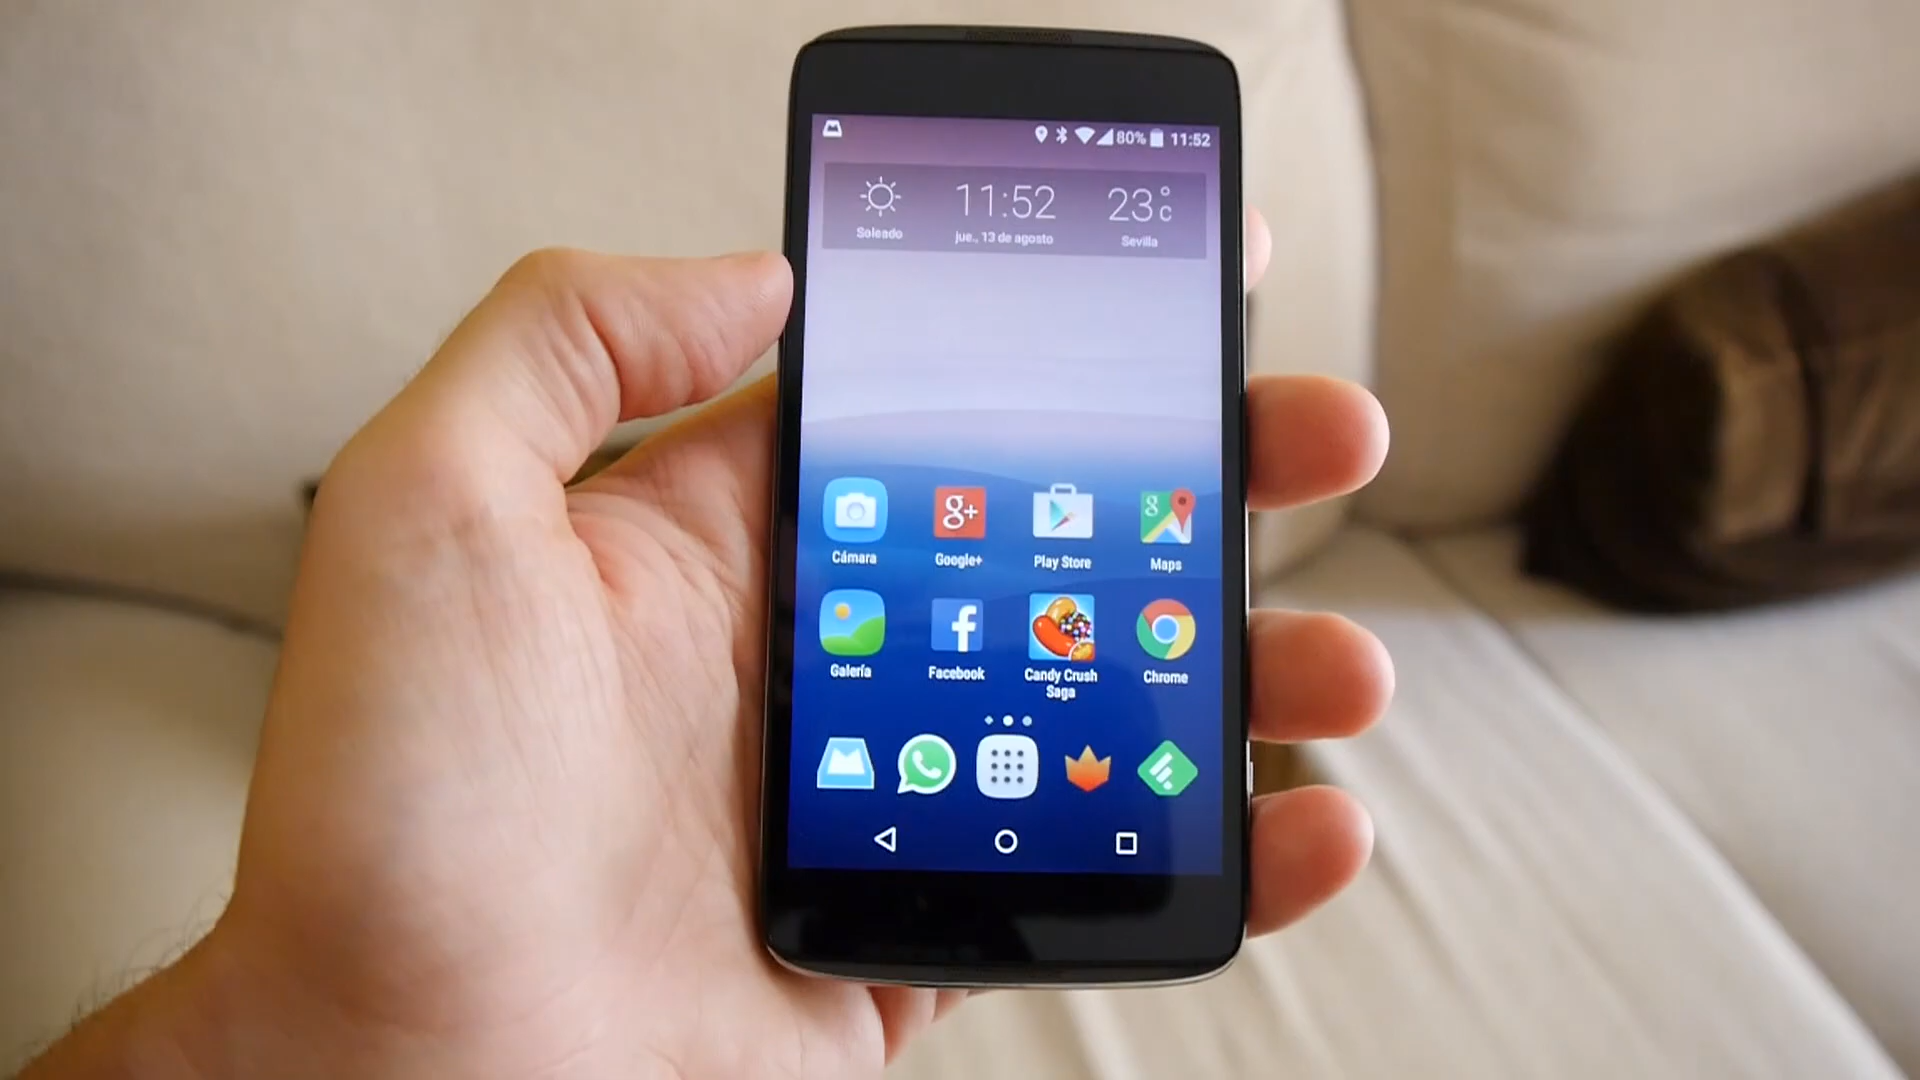 80% 11:52
11:52
23°C
Soleado
jue., 13 de agosto
Sevilla
g+
g
Cámara
Google+
Play Store
Maps
f
Galería
Facebook
Candy Crush
Saga
Chrome